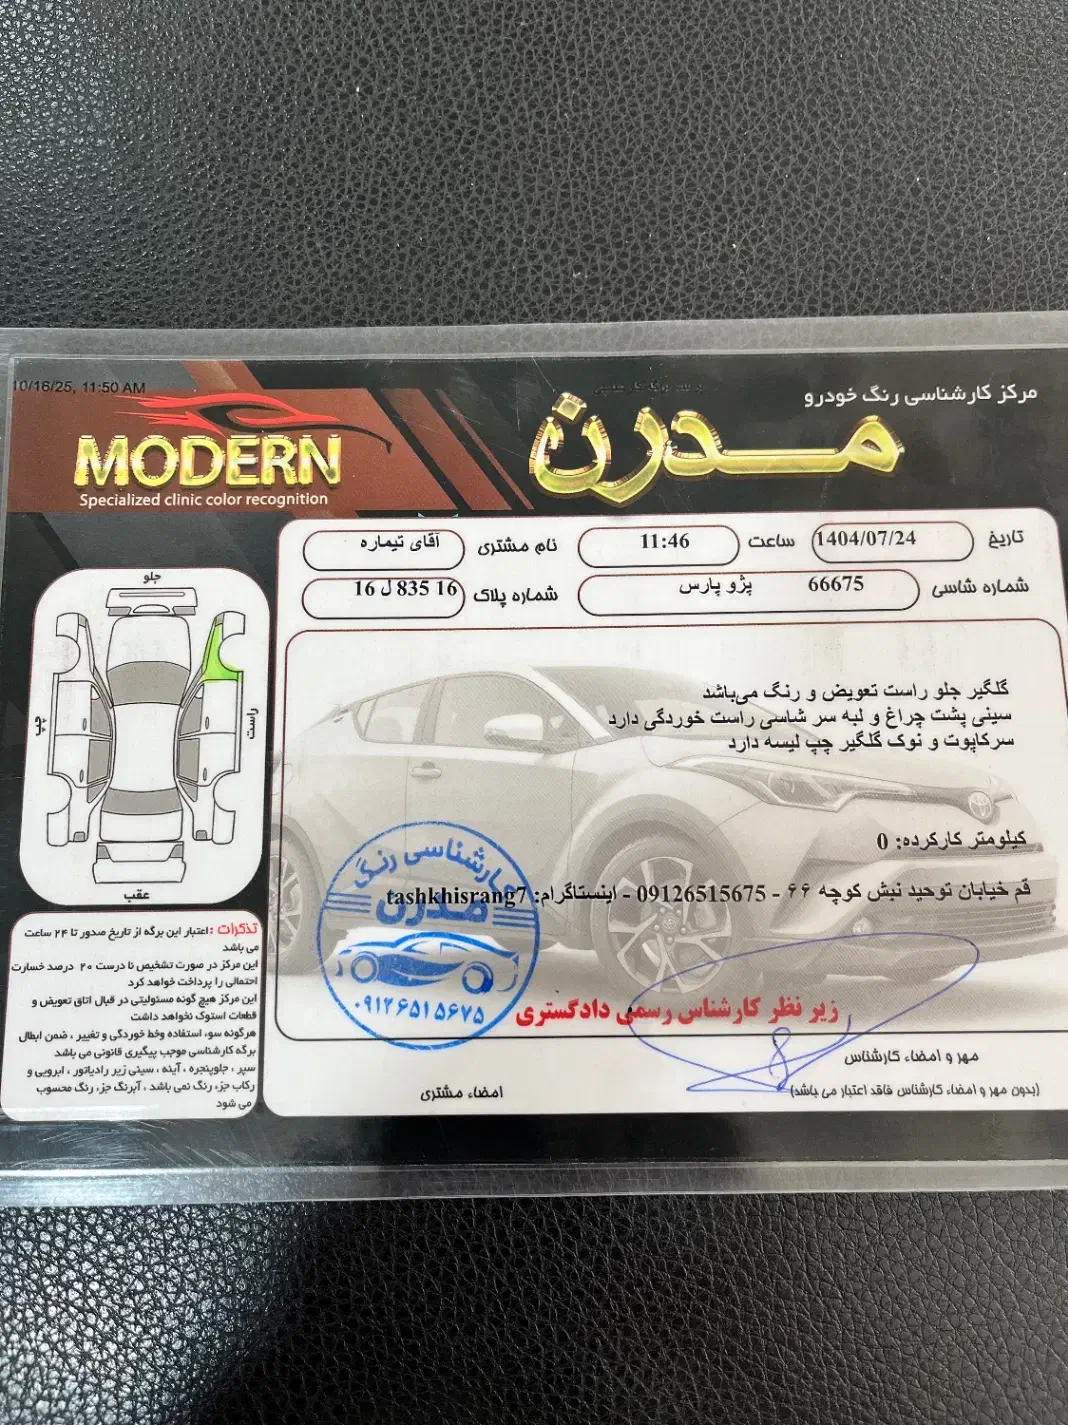 10/16/25, 11:50 AM
مرکز کارشناسی رنگ خودرو
مدرن
MODERN
Specialized clinic color recognition
تاریخ 1404/07/24 ساعت 11:46 نام مشتری آقای تیماره
شماره شاسی 66675 پژو پارس شماره پلاک 16 835 ل 16
جلو
راست
چپ
عقب
گلگیر جلو راست تعویض و رنگ می‌باشد
سینی پشت چراغ و لبه سر شاسی راست خوردگی دارد
سرکاپوت و نوک گلگیر چپ لیسه دارد
کیلومتر کارکرده: 0
قم خیابان توحید نبش کوچه ۶۶ - 09126515675 - اینستاگرام: tashkhisrang7
کارشناسی رنگ
مدرن
۰۹۱۲۶۵۱۵۶۷۵
زیر نظر کارشناس رسمی دادگستری
مهر و امضاء کارشناس
(بدون مهر و امضاء کارشناس فاقد اعتبار می باشد)
امضاء مشتری
تذکرات : اعتبار این برگه از تاریخ صدور تا ۲۴ ساعت
می باشد
این مرکز در صورت تشخیص نا درست ۲۰ درصد خسارت
احتمالی را پرداخت خواهد کرد
این مرکز هیچ گونه مسئولیتی در قبال اتاق تعویض و
قطعات استوک نخواهد داشت
هرگونه سوء استفاده وخط خوردگی و تغییر ، ضمن ابطال
برگه کارشناسی موجب پیگیری قانونی می باشد
سپر ، جلوپنجره ، آینه ، سینی زیر رادیاتور ، ابرویی و
رکاب جزء رنگ نمی باشد ، آبرنگ جزء رنگ محسوب
می شود